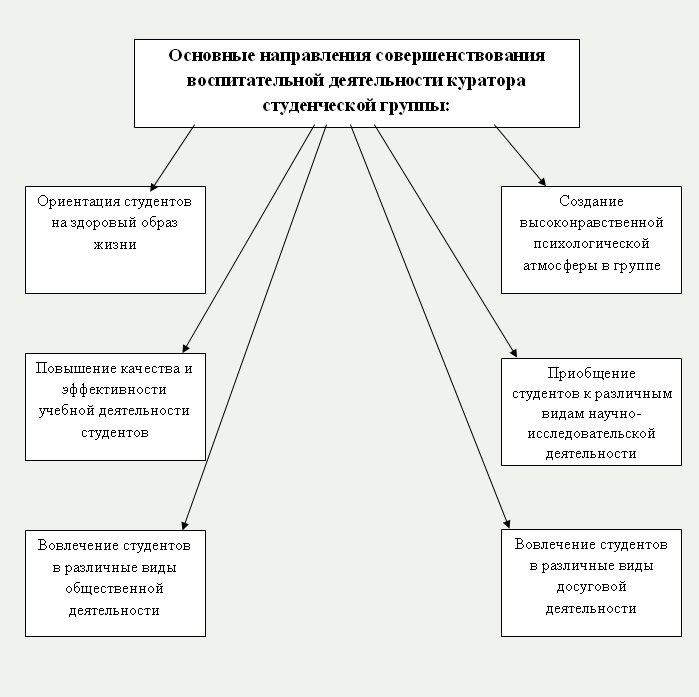 Основные направления совершенствования
воспитательной деятельности куратора
студенческой группы:
Ориентация студентов
на здоровый образ
жизни
Создание
высоконравственной
психологической
атмосферы в группе
Повышение качества и
эффективности
учебной деятельности
студентов
Приобщение
студентов к различным
видам научно-
исследовательской
деятельности
Вовлечение студентов
в различные виды
общественной
деятельности
Вовлечение студентов
в различные виды
досуговой
деятельности